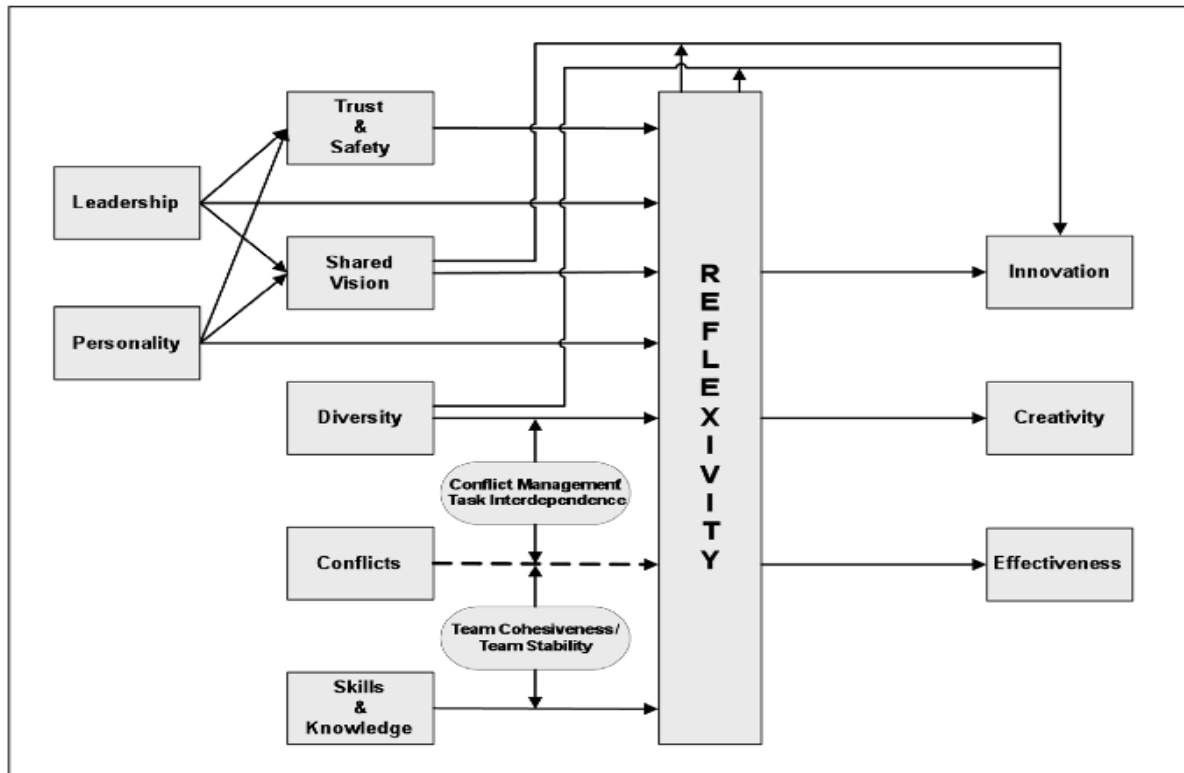 Trust
&
Safety
Leadership
Shared
Vision
Personality
Diversity
Conflict Management
Task Interdependence
Conflicts
Team Cohesiveness/
Team Stability
Skills
&
Knowledge
R
E
F
L
E
X
I
V
I
T
Y
Innovation
Creativity
Effectiveness